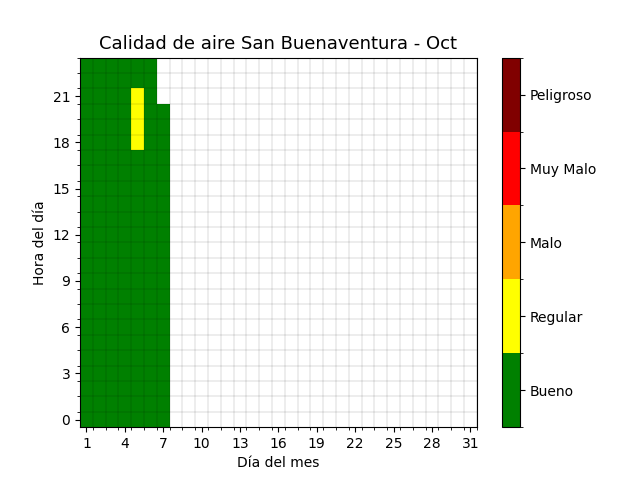 Calidad de aire San Buenaventura - Oct
Hora del día
21
18
15
12
9
6
3
0
1 4 7 10 13 16 19 22 25 28 31
Día del mes
Peligroso
Muy Malo
Malo
Regular
Bueno